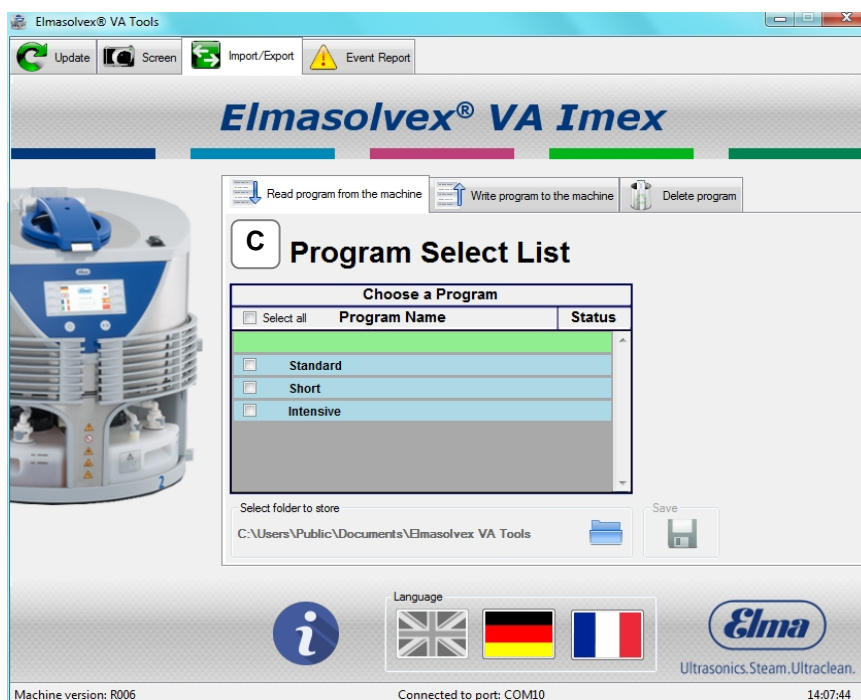 Elmasolvex® VA Tools
Update Screen Import/Export Event Report
Elmasolvex® VA Imex
Read program from the machine Write program to the machine Delete program
C Program Select List
Choose a Program
Select all Program Name Status
Standard
Short
Intensive
Select folder to store Save
C:\Users\Public\Documents\Elmasolvex VA Tools
Language
Elma
Ultrasonics.Steam.Ultraclean.
Machine version: R006 Connected to port: COM10 14:07:44
elma
2